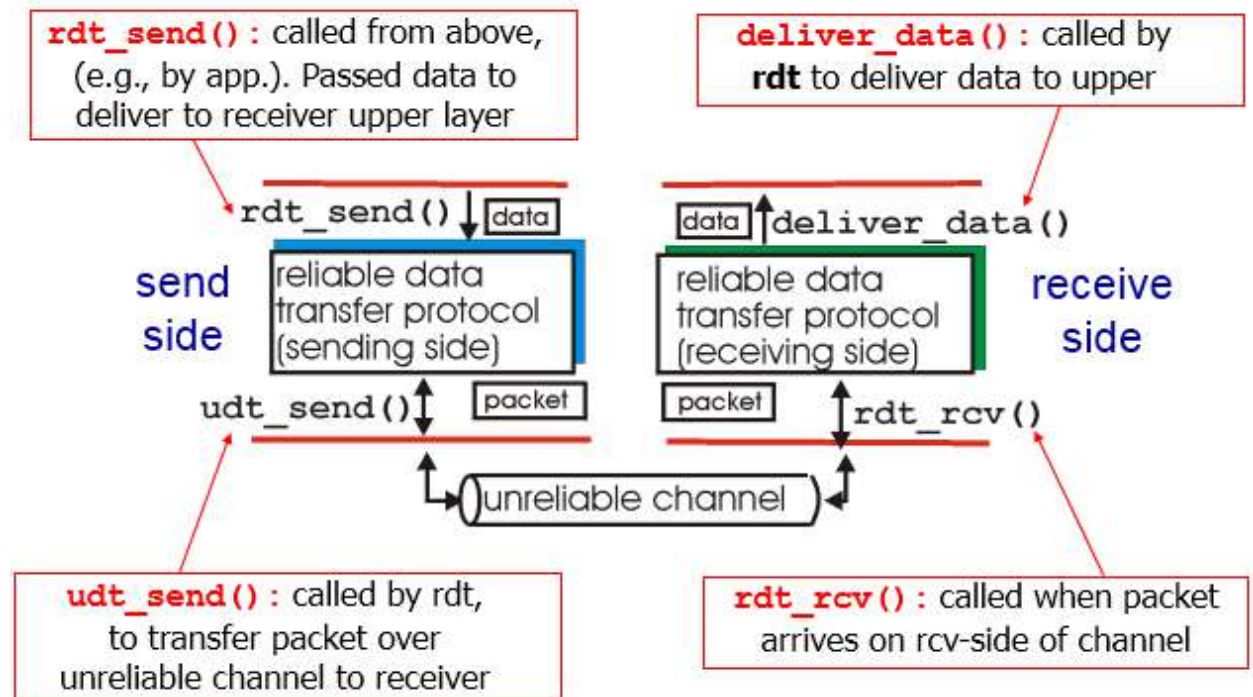 rdt_send(): called from above,
(e.g., by app.). Passed data to
deliver to receiver upper layer
deliver_data(): called by
rdt to deliver data to upper
rdt_send()
data
data
deliver_data()
send
side
reliable data
transfer protocol
(sending side)
reliable data
transfer protocol
(receiving side)
receive
side
udt_send()
packet
packet
rdt_rcv()
unreliable channel
udt_send(): called by rdt,
to transfer packet over
unreliable channel to receiver
rdt_rcv(): called when packet
arrives on rcv-side of channel